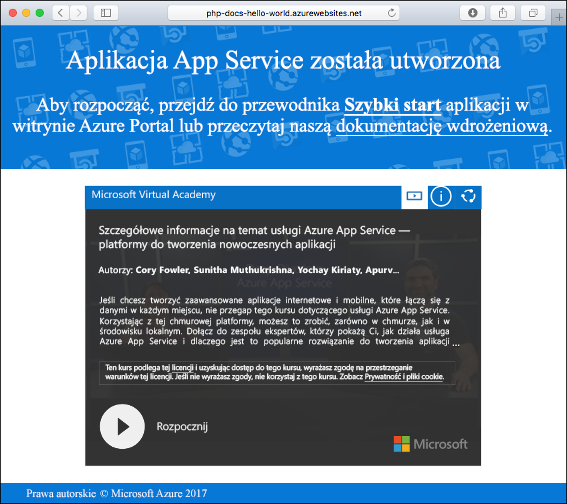 php-docs-hello-world.azurewebsites.net
Aplikacja App Service została utworzona
Aby rozpocząć, przejdź do przewodnika Szybki start aplikacji w
witrynie Azure Portal lub przeczytaj naszą dokumentację wdrożeniową.
Microsoft Virtual Academy
Szczegółowe informacje na temat usługi Azure App Service —
platformy do tworzenia nowoczesnych aplikacji
Autorzy: Cory Fowler, Sunitha Muthukrishna, Yochay Kiriaty, Apurv...
Jeśli chcesz tworzyć zaawansowane aplikacje internetowe i mobilne, które łączą się z
danymi w każdym miejscu, nie przegap tego kursu dotyczącego usługi Azure App Service.
Korzystając z tej chmurowej platformy, możesz to zrobić, zarówno w chmurze, jak i w
środowisku lokalnym. Dołącz do zespołu ekspertów, którzy pokażą Ci, jak działa usługa
Azure App Service i dlaczego jest to popularne rozwiązanie do tworzenia aplikacji ...
Ten kurs podlega tej licencji i uzyskując dostęp do tego kursu, wyrażasz zgodę na przestrzeganie
warunków tej licencji. Jeśli nie wyrażasz zgody, nie korzystaj z tego kursu. Zobacz Prywatność i pliki cookie.
Rozpocznij
Microsoft
Prawa autorskie © Microsoft Azure 2017